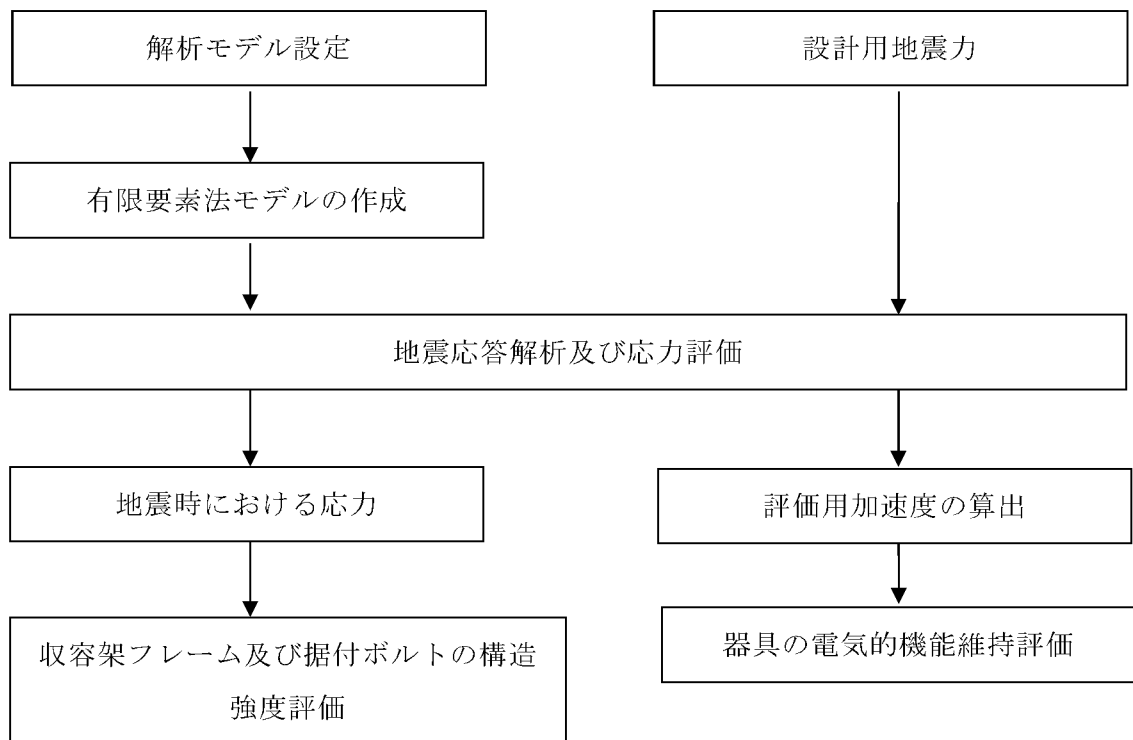 解析モデル設定
設計用地震力
有限要素法モデルの作成
地震応答解析及び応力評価
地震時における応力
評価用加速度の算出
収容架フレーム及び据付ボルトの構造
強度評価
器具の電気的機能維持評価